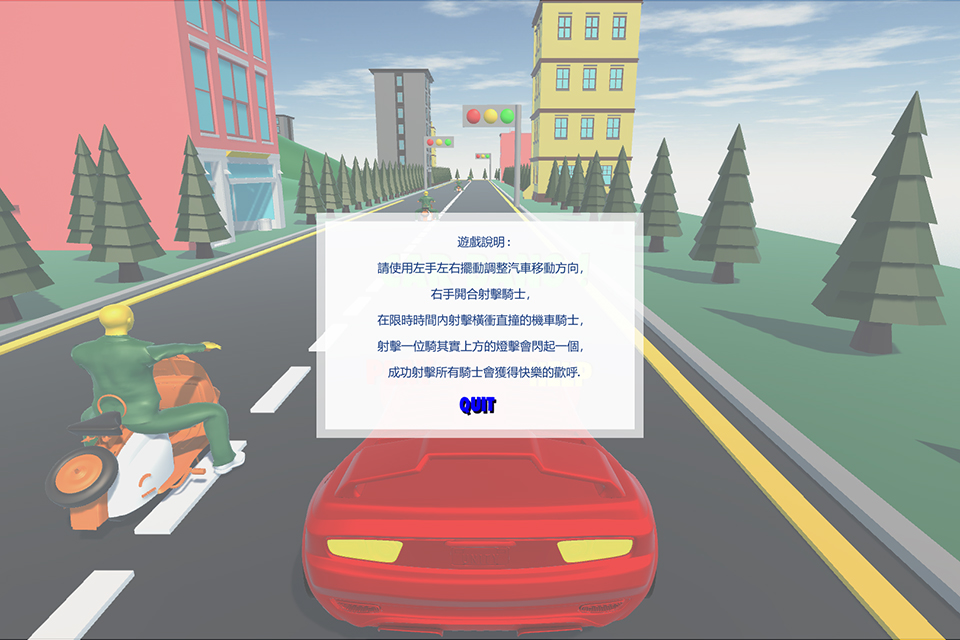 遊戲說明:
請使用左手左右擺動調整汽車移動方向,
右手開合射擊騎士,
在限時時間內射擊橫衝直撞的機車騎士,
射擊一位騎其實上方的燈擊會閃起一個,
成功射擊所有騎士會獲得快樂的歡呼.
QUIT